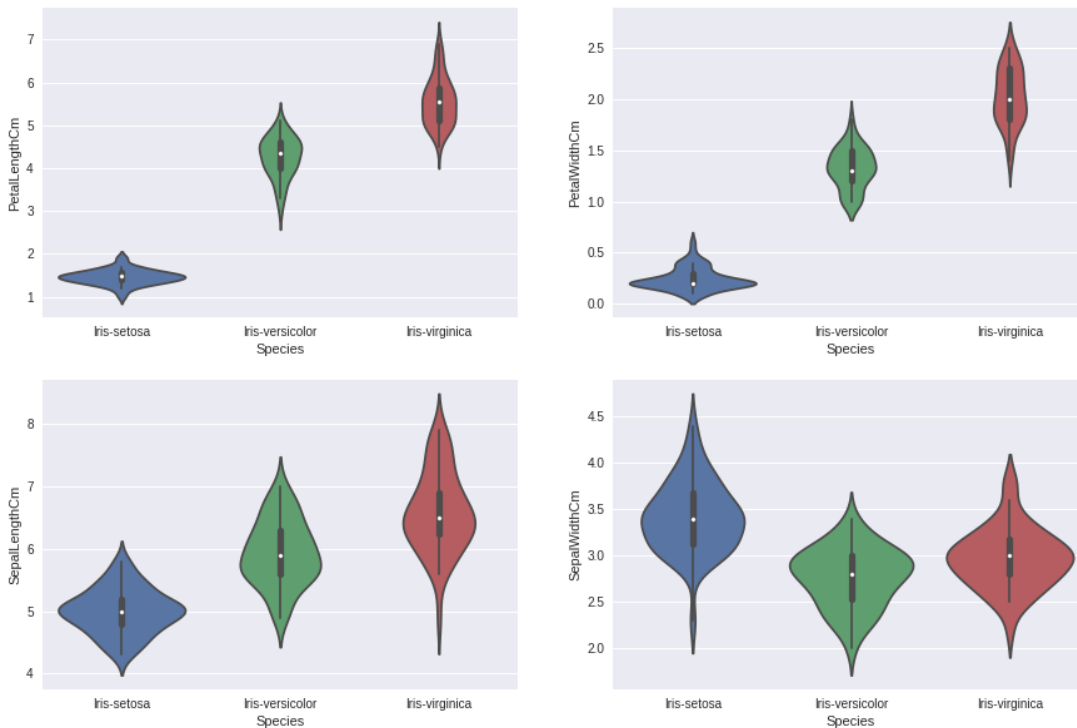 PetalLengthCm
7
6
5
4
3
2
1
Iris-setosa Iris-versicolor Iris-virginica
Species
PetalWidthCm
2.5
2.0
1.5
1.0
0.5
0.0
Iris-setosa Iris-versicolor Iris-virginica
Species
SepalLengthCm
8
7
6
5
4
Iris-setosa Iris-versicolor Iris-virginica
Species
SepalWidthCm
4.5
4.0
3.5
3.0
2.5
2.0
Iris-setosa Iris-versicolor Iris-virginica
Species